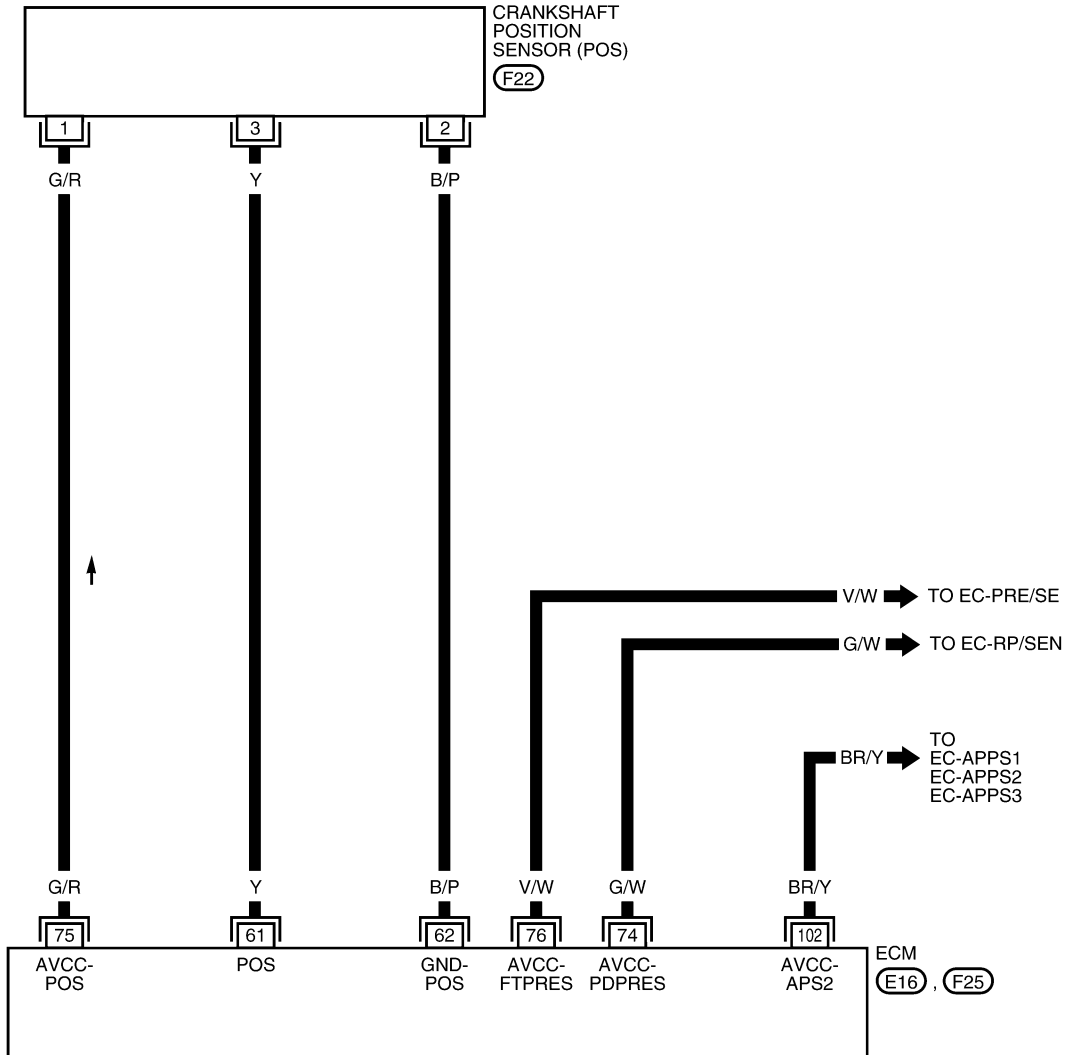 CRANKSHAFT
POSITION
SENSOR (POS)
F22
1 3 2
G/R Y B/P
V/W TO EC-PRE/SE
G/W TO EC-RP/SEN
TO
BR/Y EC-APPS1
EC-APPS2
EC-APPS3
G/R Y B/P V/W G/W BR/Y
75 61 62 76 74 102
ECM
AVCC- POS GND- AVCC- AVCC- AVCC-
POS POS FTPRES PDPRES APS2
E16 , F25